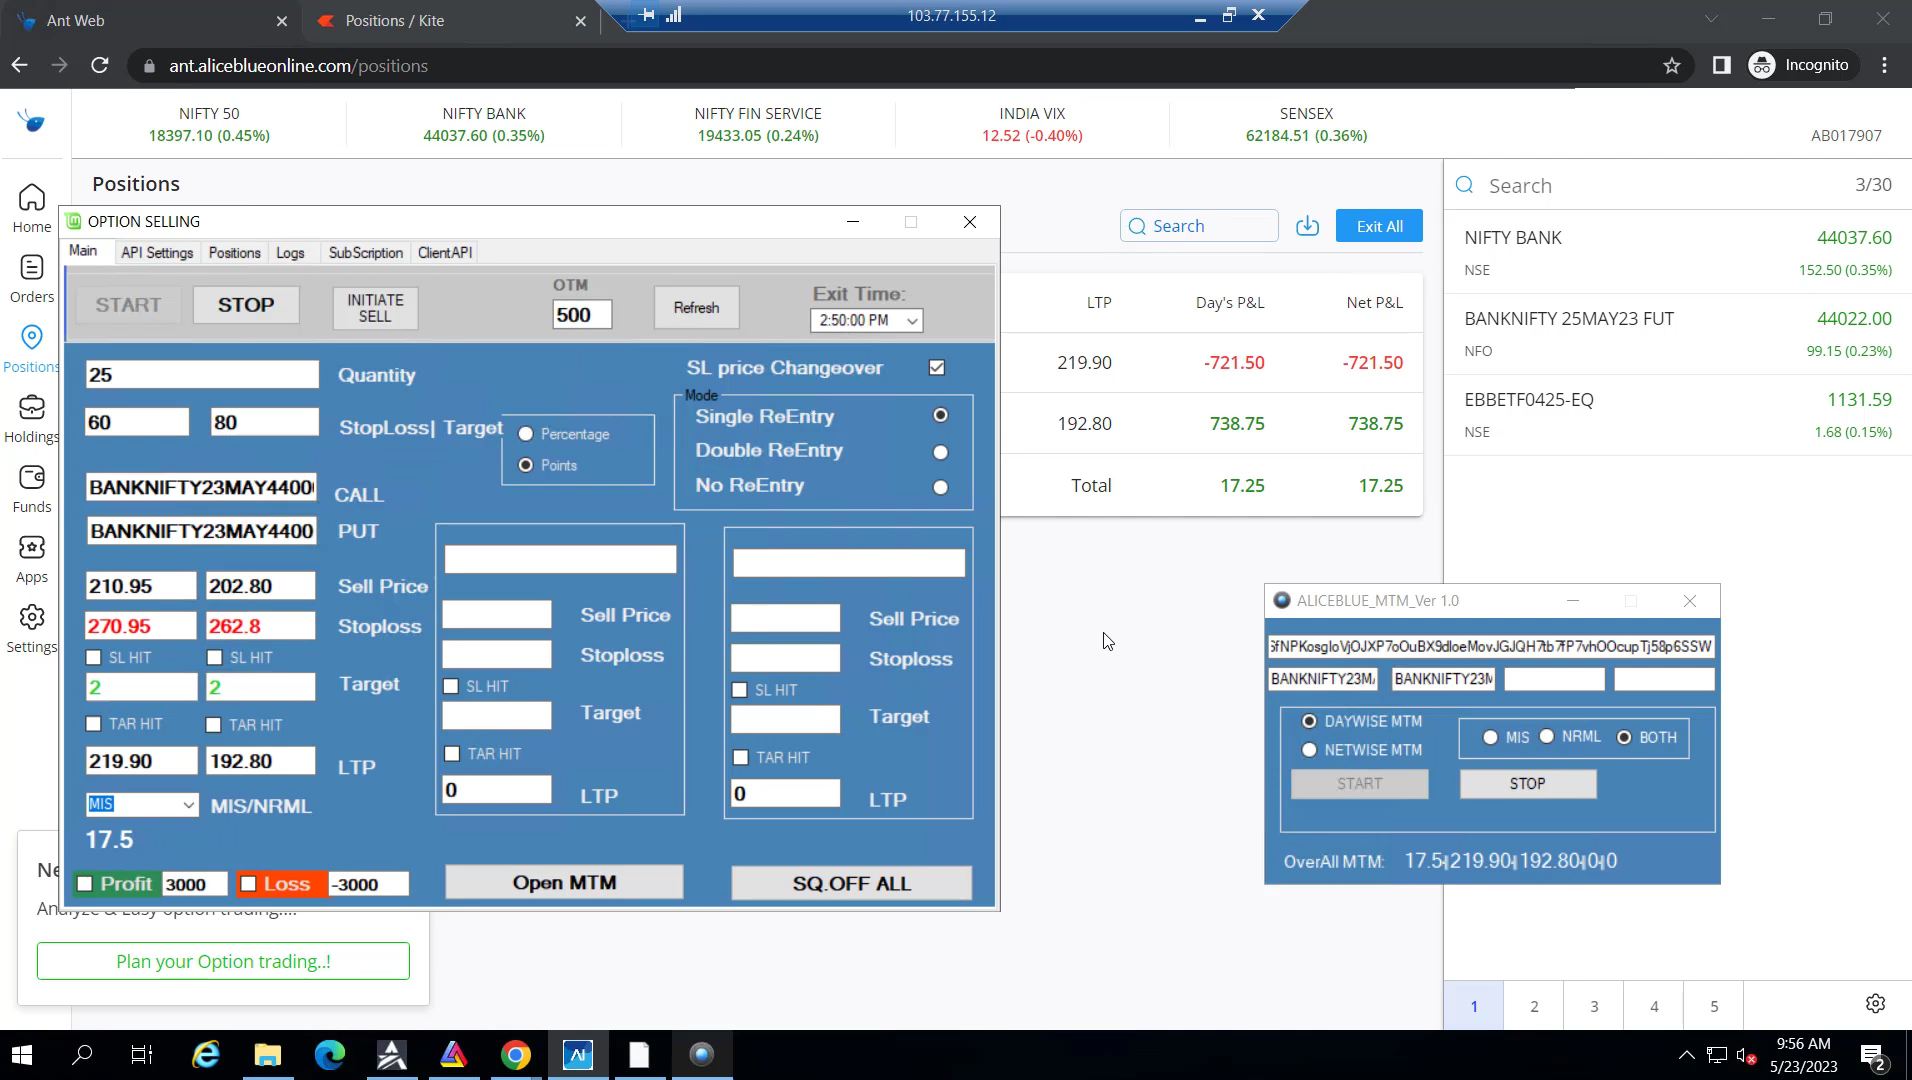 Ant Web
Positions / Kite
103.77.155.12
ant.aliceblueonline.com/positions
Incognito
NIFTY 50
18397.10 (0.45%)
NIFTY BANK
44037.60 (0.35%)
NIFTY FIN SERVICE
19433.05 (0.24%)
INDIA VIX
12.52 (-0.40%)
SENSEX
62184.51 (0.36%)
AB017907
Home
Orders
Positions
Holdings
Funds
Apps
Settings
Positions
Search
Exit All
LTP Day's P&L Net P&L
219.90 -721.50 -721.50
192.80 738.75 738.75
Total 17.25 17.25
Search 3/30
NIFTY BANK 44037.60
NSE 152.50 (0.35%)
BANKNIFTY 25MAY23 FUT 44022.00
NFO 99.15 (0.23%)
EBBETF0425-EQ 1131.59
NSE 1.68 (0.15%)
1 2 3 4 5
OPTION SELLING
Main API Settings Positions Logs SubScription ClientAPI
START STOP INITIATE SELL
OTM
500
Refresh
Exit Time:
2:50:00 PM
25 Quantity
60 80 StopLoss| Target
Percentage
Points
SL price Changeover
Mode
Single ReEntry
Double ReEntry
No ReEntry
BANKNIFTY23MAY4400 CALL
BANKNIFTY23MAY4400 PUT
210.95 202.80 Sell Price
270.95 262.8 Stoploss
SL HIT SL HIT
2 2 Target
TAR HIT TAR HIT
219.90 192.80 LTP
MIS MIS/NRML
17.5
Sell Price
Stoploss
SL HIT
Target
TAR HIT
0 LTP
Sell Price
Stoploss
SL HIT
Target
TAR HIT
0 LTP
Profit 3000 Loss -3000
Open MTM
SQ.OFF ALL
Ne
Analyze & Easy option trading....
Plan your Option trading..!
ALICEBLUE_MTM_Ver 1.0
BANKNIFTY23M BANKNIFTY23M
DAYWISE MTM
NETWISE MTM
MIS NRML BOTH
START STOP
OverAll MTM: 17.5|219.90|192.80|0|0
9:56 AM
5/23/2023
2